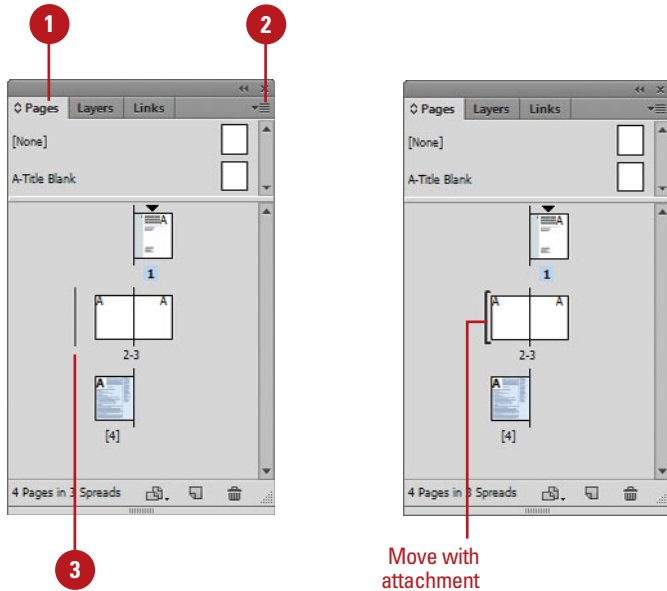 1
2
Pages Layers Links
[None]
A-Title Blank
A
1
A A
2-3
A
[4]
4 Pages in 3 Spreads
3
Pages Layers Links
[None]
A-Title Blank
A
1
A A
2-3
A
[4]
4 Pages in 3 Spreads
Move with
attachment